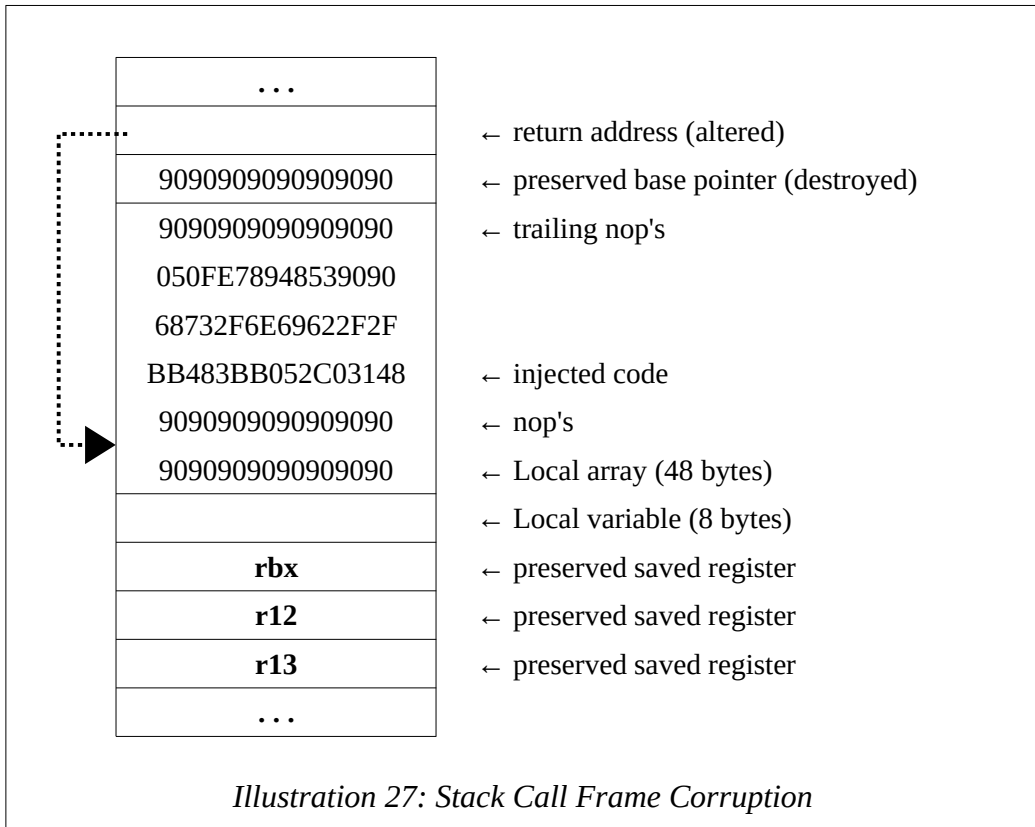 . . .
← return address (altered)
9090909090909090 ← preserved base pointer (destroyed)
9090909090909090 ← trailing nop's
050FE78948539090
68732F6E69622F2F
BB483BB052C03148 ← injected code
9090909090909090 ← nop's
9090909090909090 ← Local array (48 bytes)
← Local variable (8 bytes)
rbx ← preserved saved register
r12 ← preserved saved register
r13 ← preserved saved register
. . .
Illustration 27: Stack Call Frame Corruption